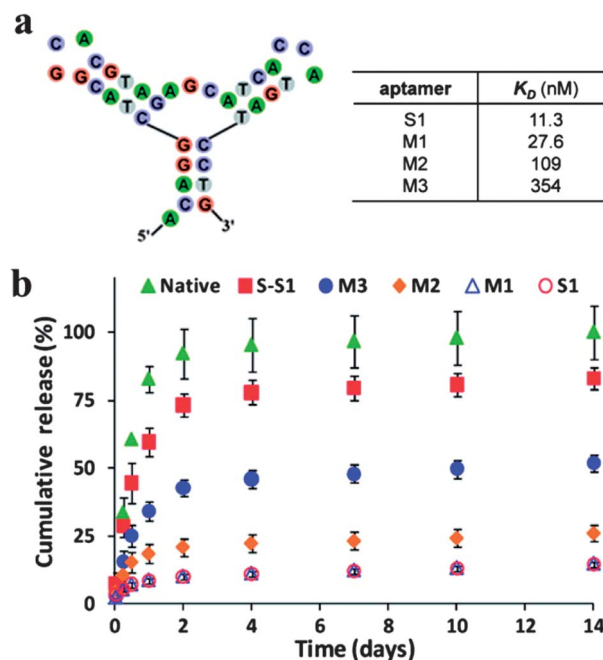 a
A C A G G C T A C G G C A C G T A G A G C A T C A C C A T G A T C C T G
5'
3'
aptamer K_D (nM)
S1 11.3
M1 27.6
M2 109
M3 354
b
Native S-S1 M3 M2 M1 S1
Cumulative release (%)
100
75
50
25
0
0 2 4 6 8 10 12 14
Time (days)